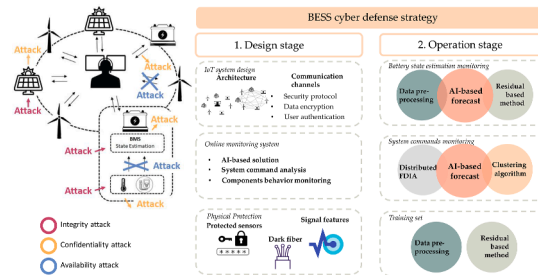 BESS cyber defense strategy
Attack
Attack
Attack
Attack
Attack
BMS
State Estimation
Attack
Attack
Attack
Attack
Attack
Integrity attack
Confidentiality attack
Availability attack
1. Design stage
IoT system design
Architecture
Communication
channels
• Security protocol
• Data encryption
• User authentication
Online monitoring system
• AI-based solution
• System command analysis
• Components behavior monitoring
Physical Protection
Protected sensors
Signal features
Dark fiber
2. Operation stage
Battery state estimation monitoring
Data pre-
processing
AI-based
forecast
Residual
based
method
System commands monitoring
Distributed
FDIA
AI-based
forecast
Clustering
algorithm
Training set
Data pre-
processing
Residual
based
method